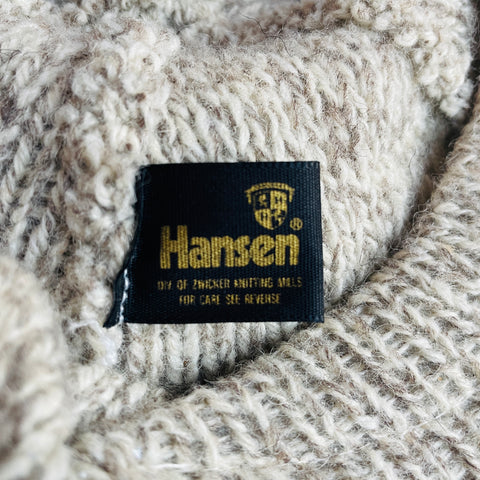 Hansen®
DIV OF ZWICKER KNITTING MILLS
FOR CARE SEE REVERSE